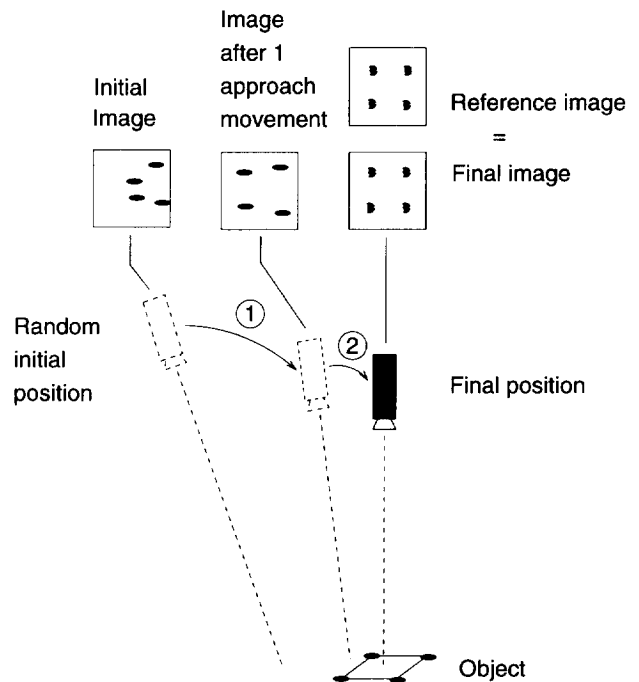 Image
after 1
approach
movement
Initial
Image
Reference image
=
Final image
Random
initial
position
1
2
Final position
Object